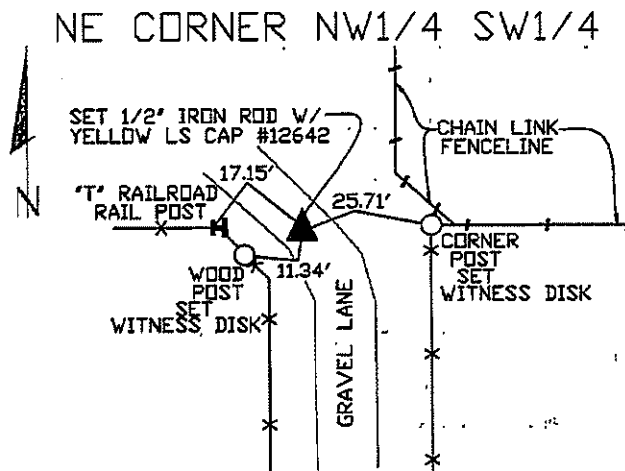 NE CORNER NW1/4 SW1/4
SET 1/2" IRON ROD W/
YELLOW LS CAP #12642
CHAIN LINK
FENCELINE
17.15'
25.71'
"T" RAILROAD
RAIL POST
N
11.34'
WOOD
POST
SET
WITNESS DISK
CORNER
POST
SET
WITNESS DISK
GRAVEL LANE